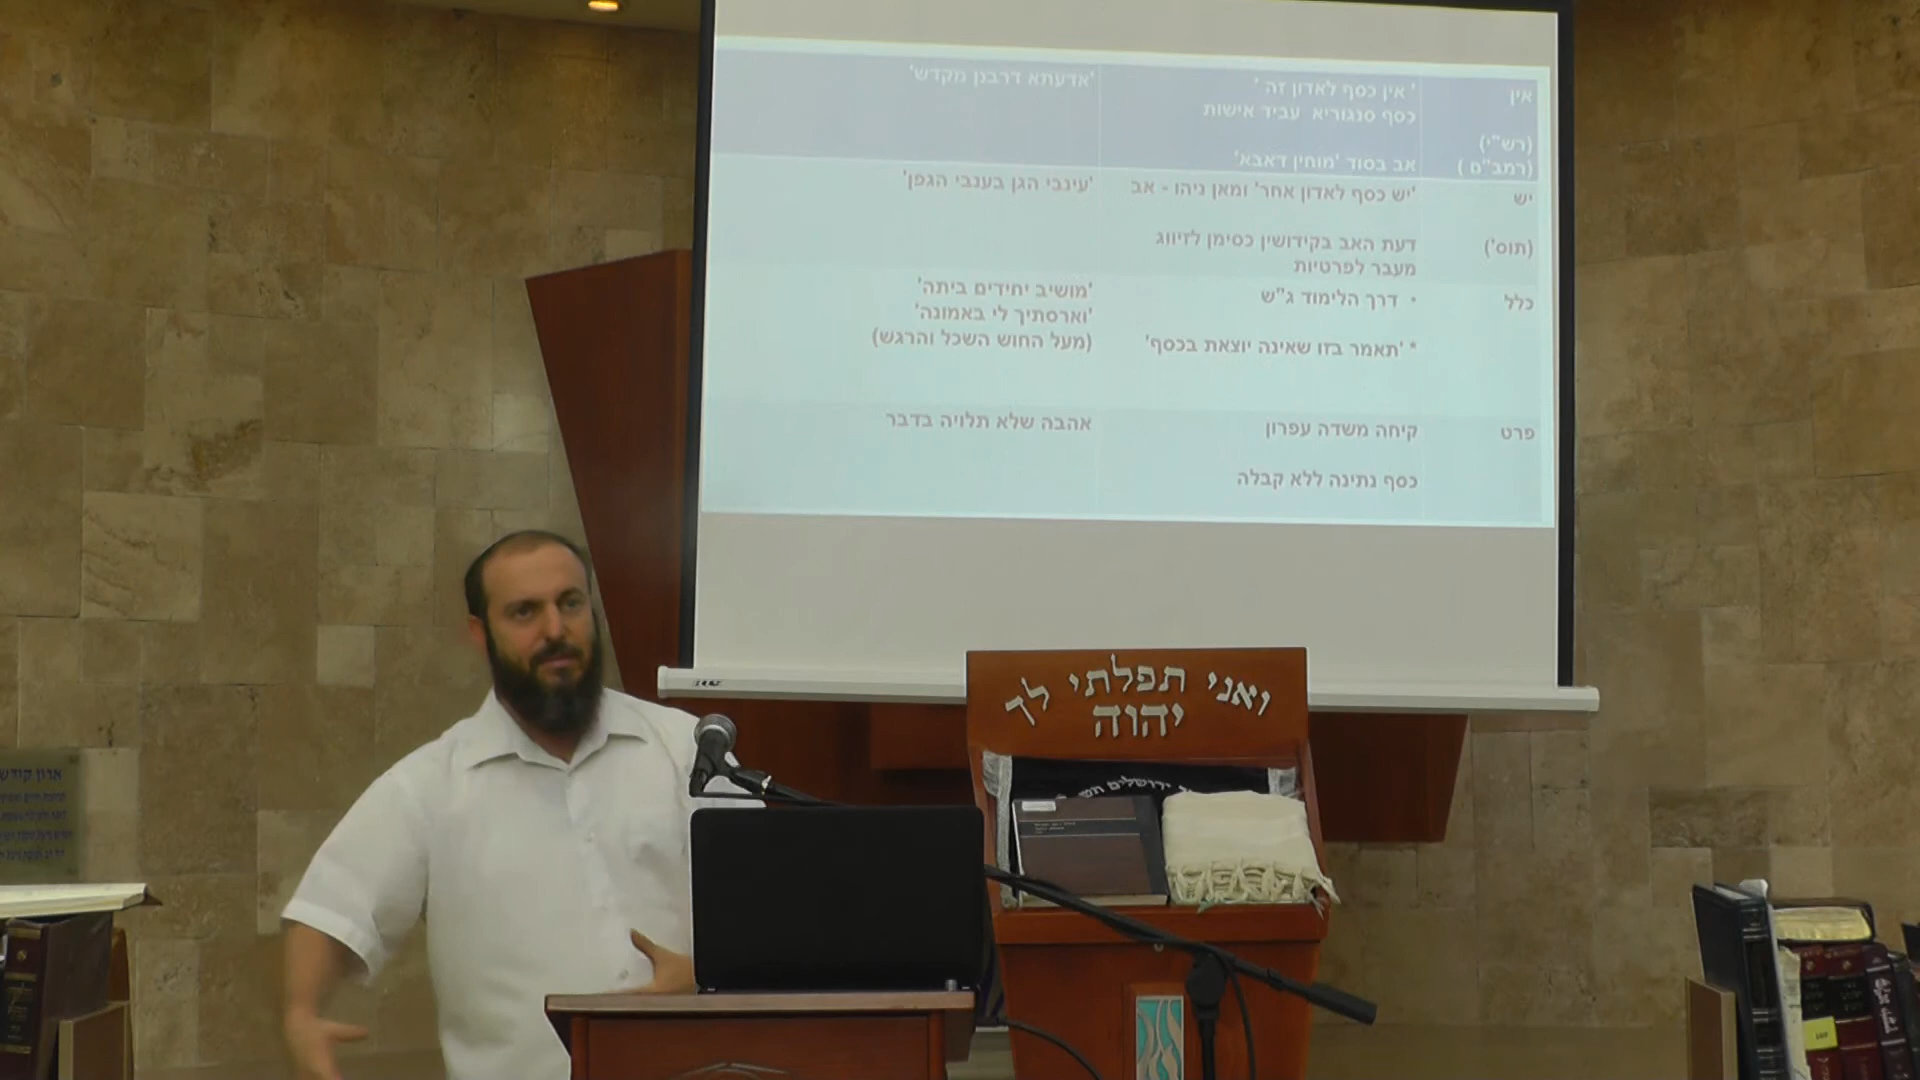 אין
(רש"י)
(רמב"ם )
' אין כסף לאדון זה '
כסף סנגוריא עביד אישות
אב בסוד 'מוחין דאבא'
'אדעתא דרבנן מקדש'
יש
(תוס')
'יש כסף לאדון אחר' ומאן ניהו - אב
דעת האב בקידושין כסימן לזיווג
מעבר לפרטיות
'עינבי הגן בענבי הגפן'
כלל
• דרך הלימוד ג"ש
* 'תאמר בזו שאינה יוצאת בכסף'
'מושיב יחידים ביתה'
'וארסתיך לי באמונה'
(מעל החוש השכל והרגש)
פרט
קיחה משדה עפרון
כסף נתינה ללא קבלה
אהבה שלא תלויה בדבר
ואני תפלתי לך
יהוה
ירושלים
ארון קודש